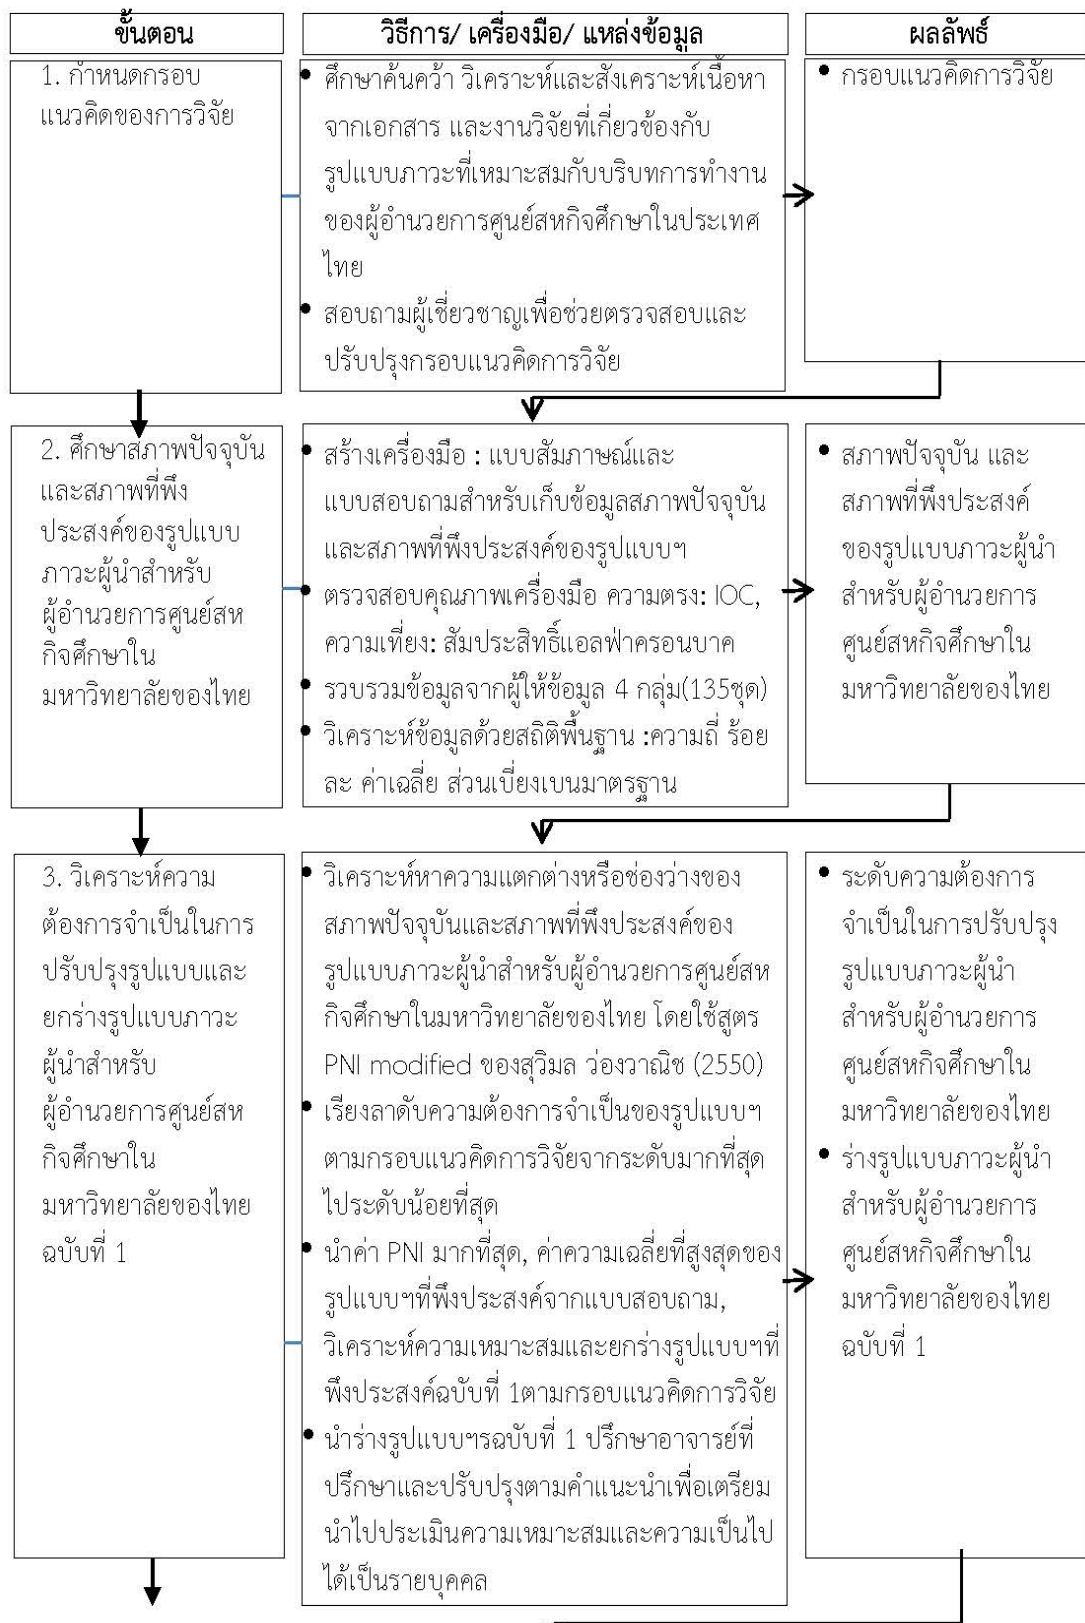 ขั้นตอน
วิธีการ/ เครื่องมือ/ แหล่งข้อมูล
ผลลัพธ์
1. กำหนดกรอบ
แนวคิดของการวิจัย
• ศึกษาค้นคว้า วิเคราะห์และสังเคราะห์เนื้อหา
จากเอกสาร และงานวิจัยที่เกี่ยวข้องกับ
รูปแบบภาวะที่เหมาะสมกับบริบทการทำงาน
ของผู้อำนวยการศูนย์สหกิจศึกษาในประเทศ
ไทย
• สอบถามผู้เชี่ยวชาญเพื่อช่วยตรวจสอบและ
ปรับปรุงกรอบแนวคิดการวิจัย
• กรอบแนวคิดการวิจัย
2. ศึกษาสภาพปัจจุบัน
และสภาพที่พึง
ประสงค์ของรูปแบบ
ภาวะผู้นำสำหรับ
ผู้อำนวยการศูนย์สห
กิจศึกษาใน
มหาวิทยาลัยของไทย
• สร้างเครื่องมือ : แบบสัมภาษณ์และ
แบบสอบถามสำหรับเก็บข้อมูลสภาพปัจจุบัน
และสภาพที่พึงประสงค์ของรูปแบบฯ
• ตรวจสอบคุณภาพเครื่องมือ ความตรง: IOC,
ความเที่ยง: สัมประสิทธิ์แอลฟ่าครอนบาค
• รวบรวมข้อมูลจากผู้ให้ข้อมูล 4 กลุ่ม(135ชุด)
• วิเคราะห์ข้อมูลด้วยสถิติพื้นฐาน :ความถี่ ร้อย
ละ ค่าเฉลี่ย ส่วนเบี่ยงเบนมาตรฐาน
• สภาพปัจจุบัน และ
สภาพที่พึงประสงค์
ของรูปแบบภาวะผู้นำ
สำหรับผู้อำนวยการ
ศูนย์สหกิจศึกษาใน
มหาวิทยาลัยของไทย
3. วิเคราะห์ความ
ต้องการจำเป็นในการ
ปรับปรุงรูปแบบและ
ยกร่างรูปแบบภาวะ
ผู้นำสำหรับ
ผู้อำนวยการศูนย์สห
กิจศึกษาใน
มหาวิทยาลัยของไทย
ฉบับที่ 1
• วิเคราะห์หาความแตกต่างหรือช่องว่างของ
สภาพปัจจุบันและสภาพที่พึงประสงค์ของ
รูปแบบภาวะผู้นำสำหรับผู้อำนวยการศูนย์สห
กิจศึกษาในมหาวิทยาลัยของไทย โดยใช้สูตร
PNI modified ของสุวิมล ว่องวาณิช (2550)
• เรียงลาดับความต้องการจำเป็นของรูปแบบฯ
ตามกรอบแนวคิดการวิจัยจากระดับมากที่สุด
ไประดับน้อยที่สุด
• นำค่า PNI มากที่สุด, ค่าความเฉลี่ยที่สูงสุดของ
รูปแบบฯที่พึงประสงค์จากแบบสอบถาม,
วิเคราะห์ความเหมาะสมและยกร่างรูปแบบฯที่
พึงประสงค์ฉบับที่ 1ตามกรอบแนวคิดการวิจัย
• นำร่างรูปแบบฯรฉบับที่ 1 ปรึกษาอาจารย์ที่
ปรึกษาและปรับปรุงตามคำแนะนำเพื่อเตรียม
นำไปประเมินความเหมาะสมและความเป็นไป
ได้เป็นรายบุคคล
• ระดับความต้องการ
จำเป็นในการปรับปรุง
รูปแบบภาวะผู้นำ
สำหรับผู้อำนวยการ
ศูนย์สหกิจศึกษาใน
มหาวิทยาลัยของไทย
• ร่างรูปแบบภาวะผู้นำ
สำหรับผู้อำนวยการ
ศูนย์สหกิจศึกษาใน
มหาวิทยาลัยของไทย
ฉบับที่ 1